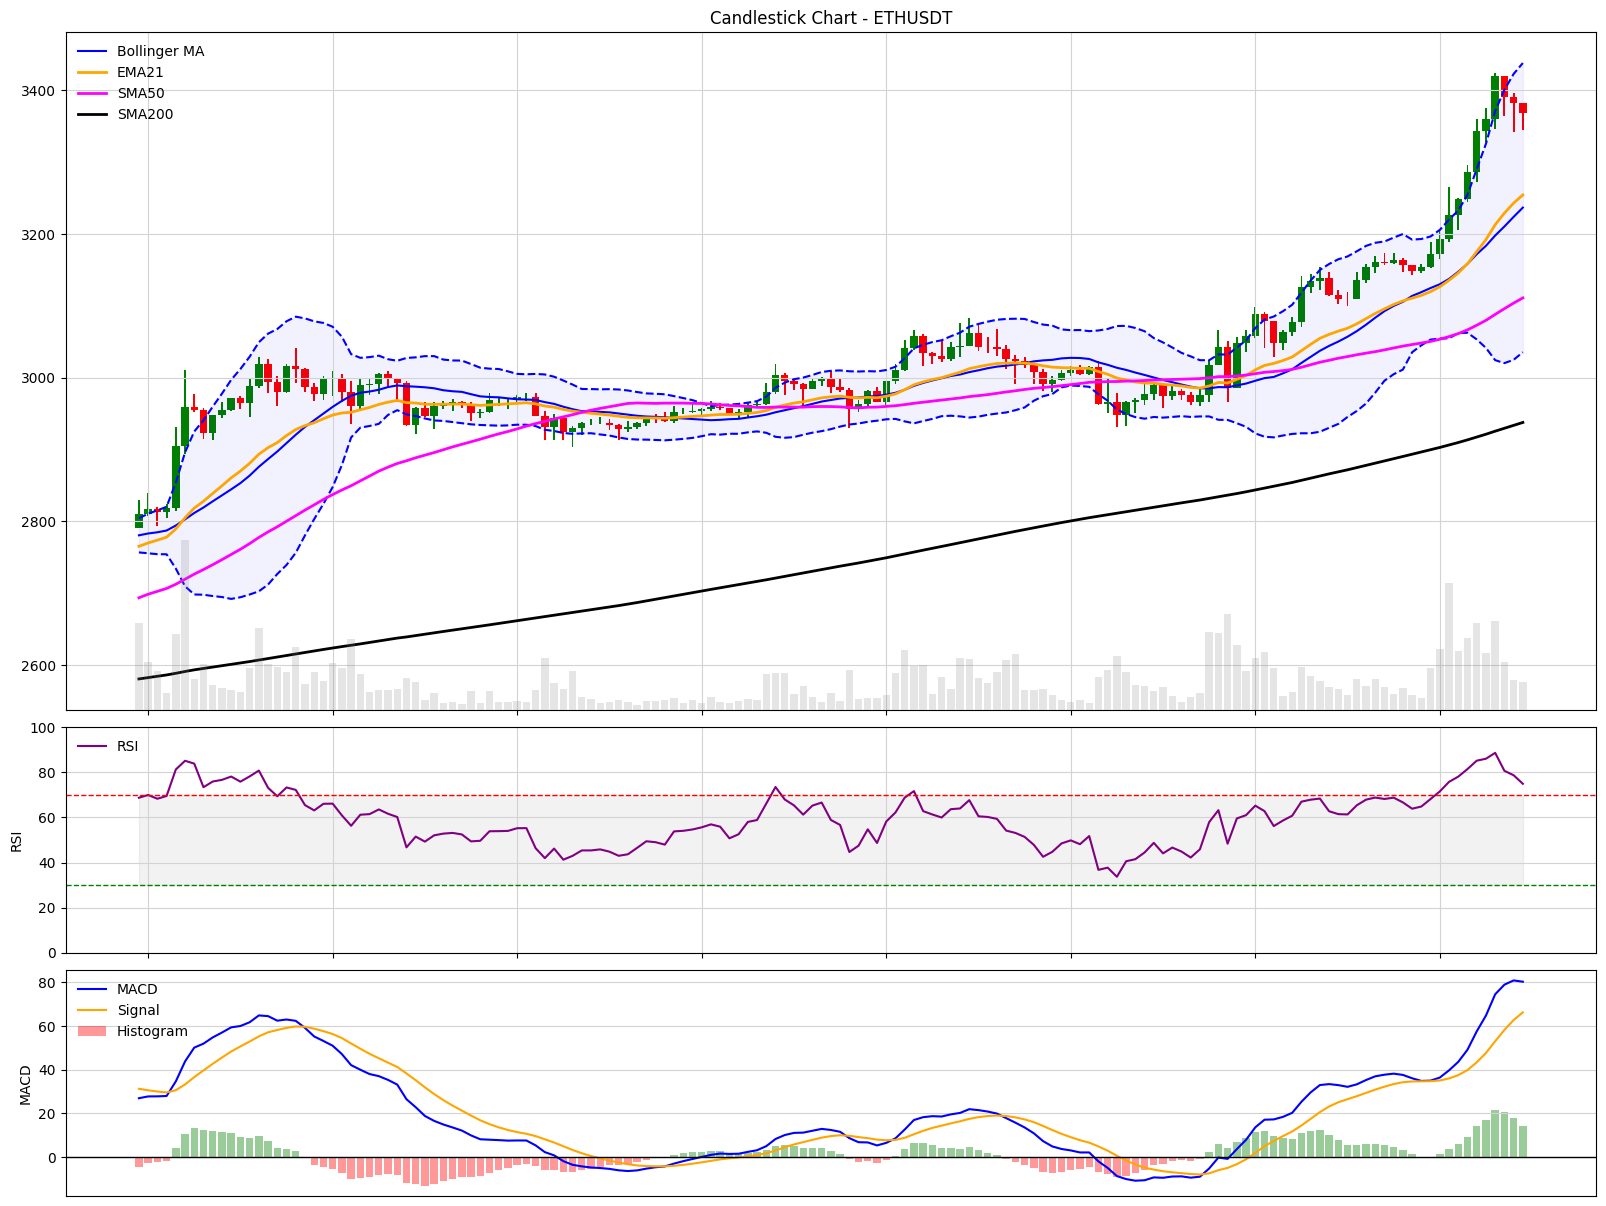 Candlestick Chart - ETHUSDT
Bollinger MA
EMA21
SMA50
SMA200
3400
3200
3000
2800
2600
RSI
100
80
60
40
20
0
RSI
MACD
Signal
Histogram
80
60
40
20
0
MACD